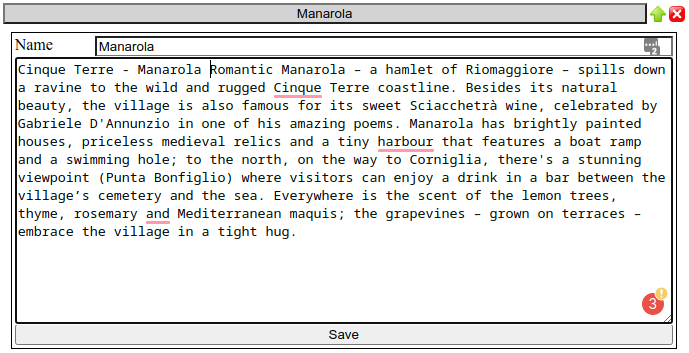 Manarola
Name
Manarola
2
Cinque Terre - Manarola Romantic Manarola – a hamlet of Riomaggiore – spills down
a ravine to the wild and rugged Cinque Terre coastline. Besides its natural
beauty, the village is also famous for its sweet Sciacchetrà wine, celebrated by
Gabriele D'Annunzio in one of his amazing poems. Manarola has brightly painted
houses, priceless medieval relics and a tiny harbour that features a boat ramp
and a swimming hole; to the north, on the way to Corniglia, there's a stunning
viewpoint (Punta Bonfiglio) where visitors can enjoy a drink in a bar between the
village’s cemetery and the sea. Everywhere is the scent of the lemon trees,
thyme, rosemary and Mediterranean maquis; the grapevines – grown on terraces –
embrace the village in a tight hug.
3
Save